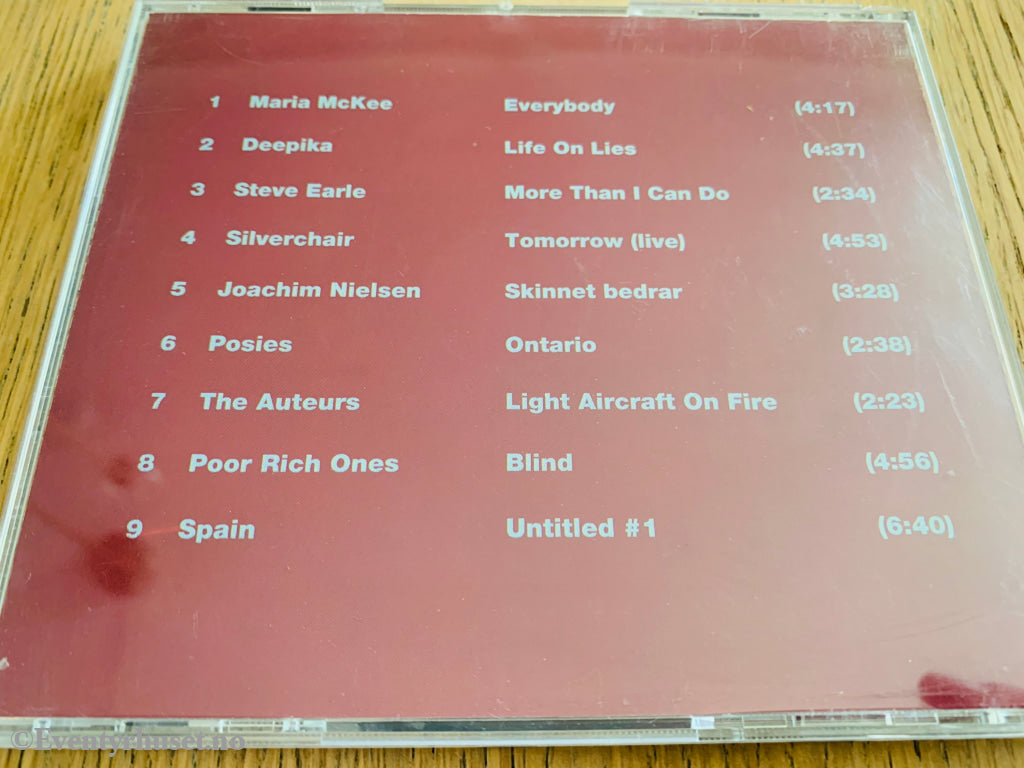 1 Maria McKee Everybody (4:17)
2 Deepika Life On Lies (4:37)
3 Steve Earle More Than I Can Do (2:34)
4 Silverchair Tomorrow (live) (4:53)
5 Joachim Nielsen Skinnet bedrar (3:28)
6 Posies Ontario (2:38)
7 The Auteurs Light Aircraft On Fire (2:23)
8 Poor Rich Ones Blind (4:56)
9 Spain Untitled #1 (6:40)
©Eventyrhuset.no